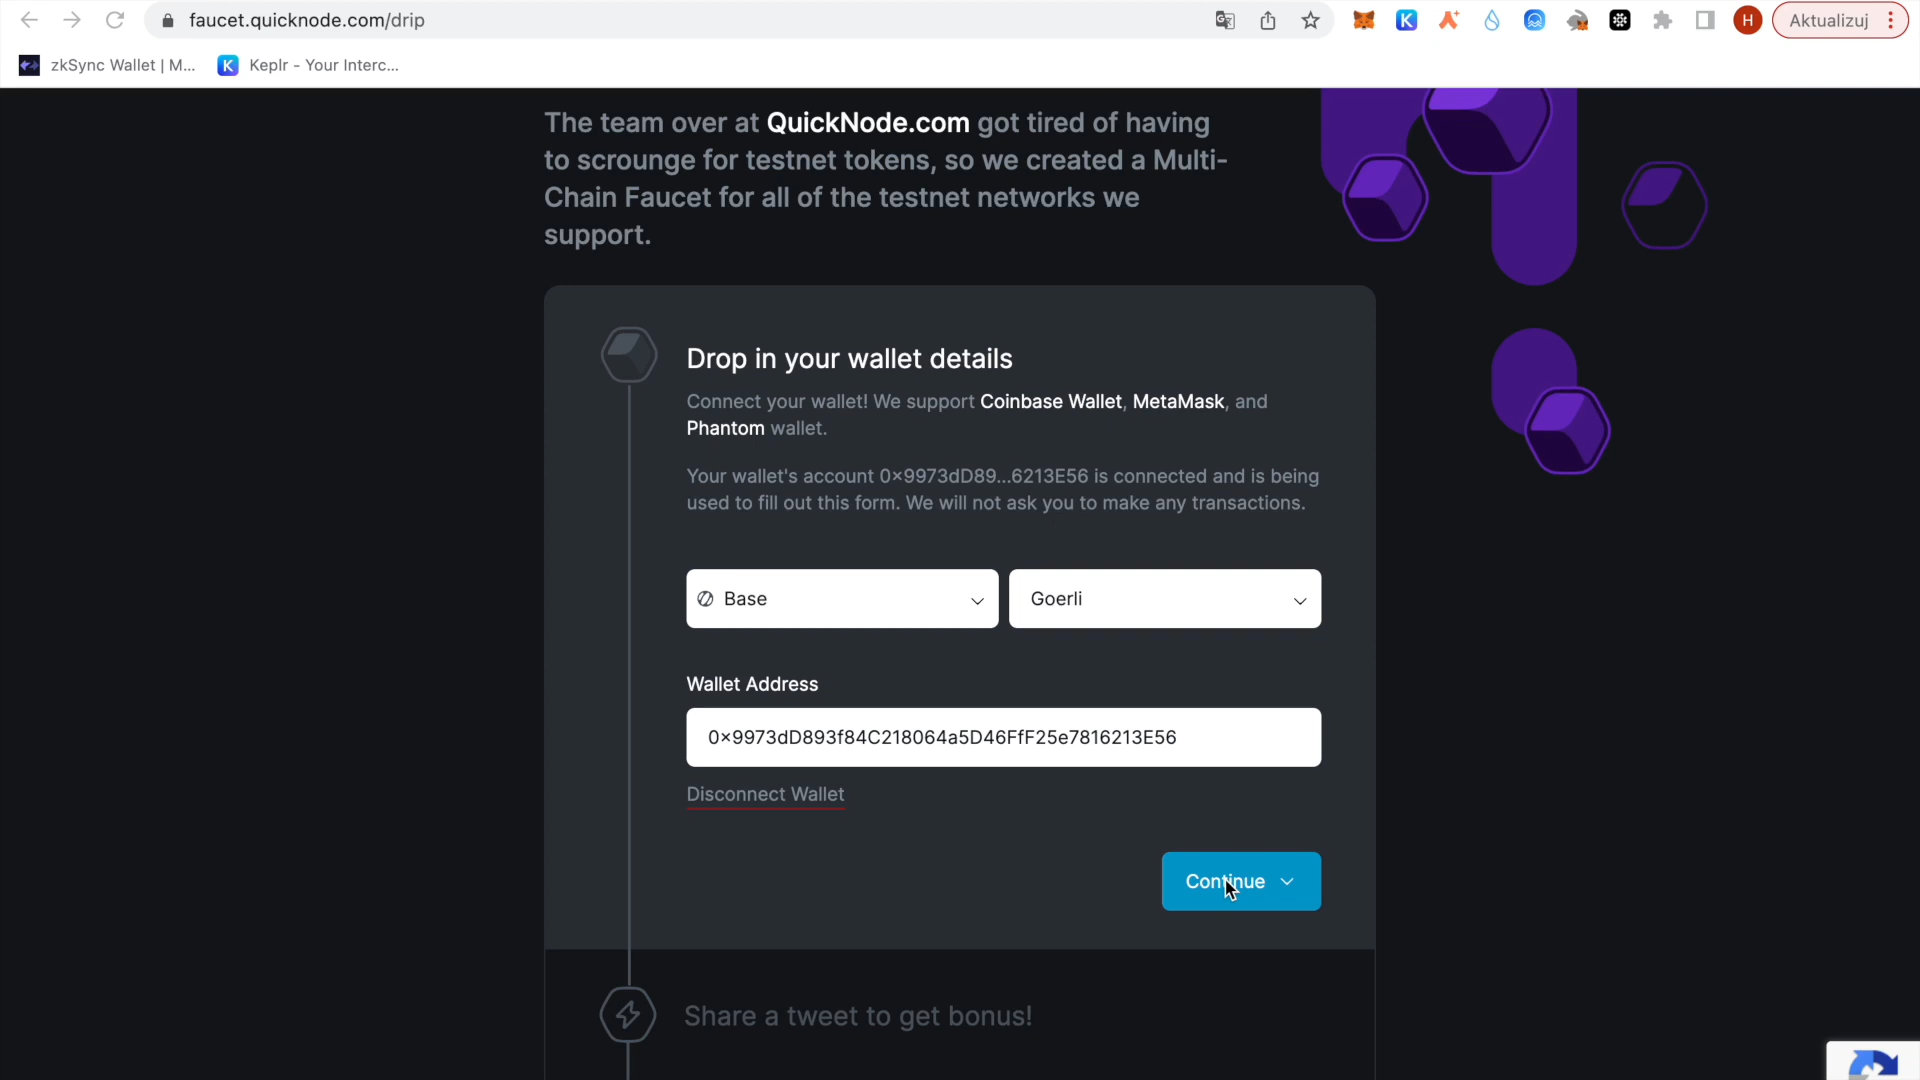 faucet.quicknode.com/drip
H
Aktualizuj
zkSync Wallet | M...
K
Keplr - Your Interc...
The team over at QuickNode.com got tired of having
to scrounge for testnet tokens, so we created a Multi-
Chain Faucet for all of the testnet networks we
support.
Drop in your wallet details
Connect your wallet! We support Coinbase Wallet, MetaMask, and
Phantom wallet.
Your wallet's account 0×9973dD89...6213E56 is connected and is being
used to fill out this form. We will not ask you to make any transactions.
Base
Goerli
Wallet Address
0×9973dD893f84C218064a5D46FfF25e7816213E56
Disconnect Wallet
Continue
Share a tweet to get bonus!